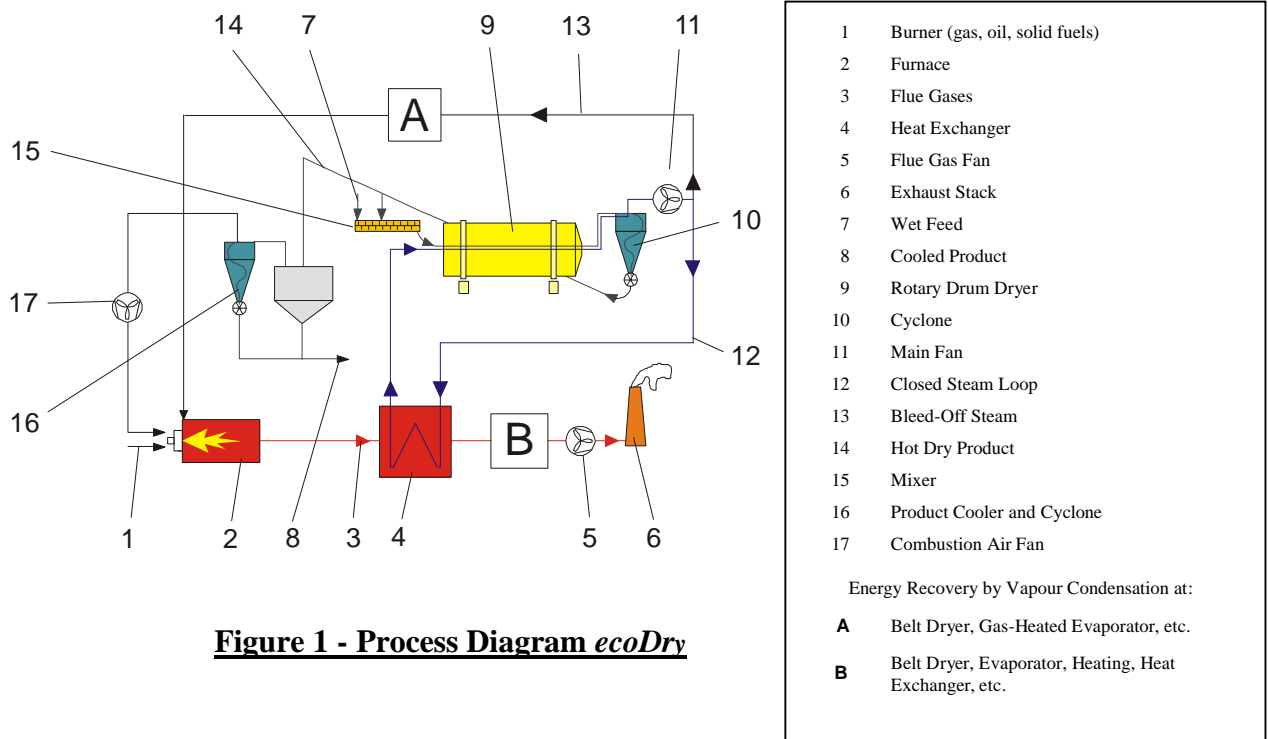 14
7
9
13
11
A
15
10
17
12
16
B
1
2
8
3
4
5
6
Figure 1 - Process Diagram ecoDry
1 Burner (gas, oil, solid fuels)
2 Furnace
3 Flue Gases
4 Heat Exchanger
5 Flue Gas Fan
6 Exhaust Stack
7 Wet Feed
8 Cooled Product
9 Rotary Drum Dryer
10 Cyclone
11 Main Fan
12 Closed Steam Loop
13 Bleed-Off Steam
14 Hot Dry Product
15 Mixer
16 Product Cooler and Cyclone
17 Combustion Air Fan
Energy Recovery by Vapour Condensation at:
A Belt Dryer, Gas-Heated Evaporator, etc.
B Belt Dryer, Evaporator, Heating, Heat
Exchanger, etc.